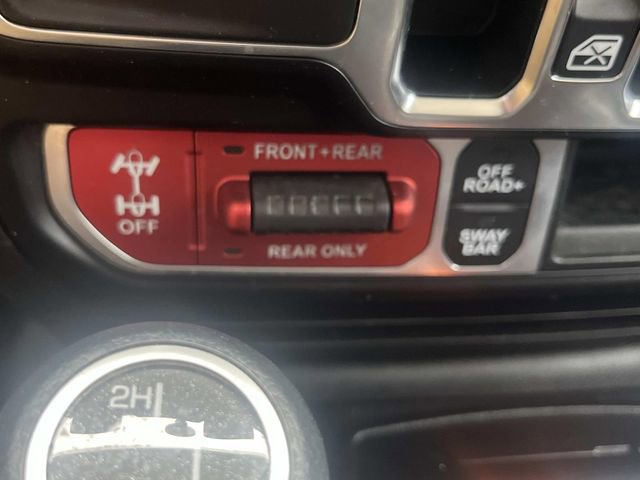 FRONT+REAR
OFF
REAR ONLY
OFF
ROAD+
SWAY
BAR
2H